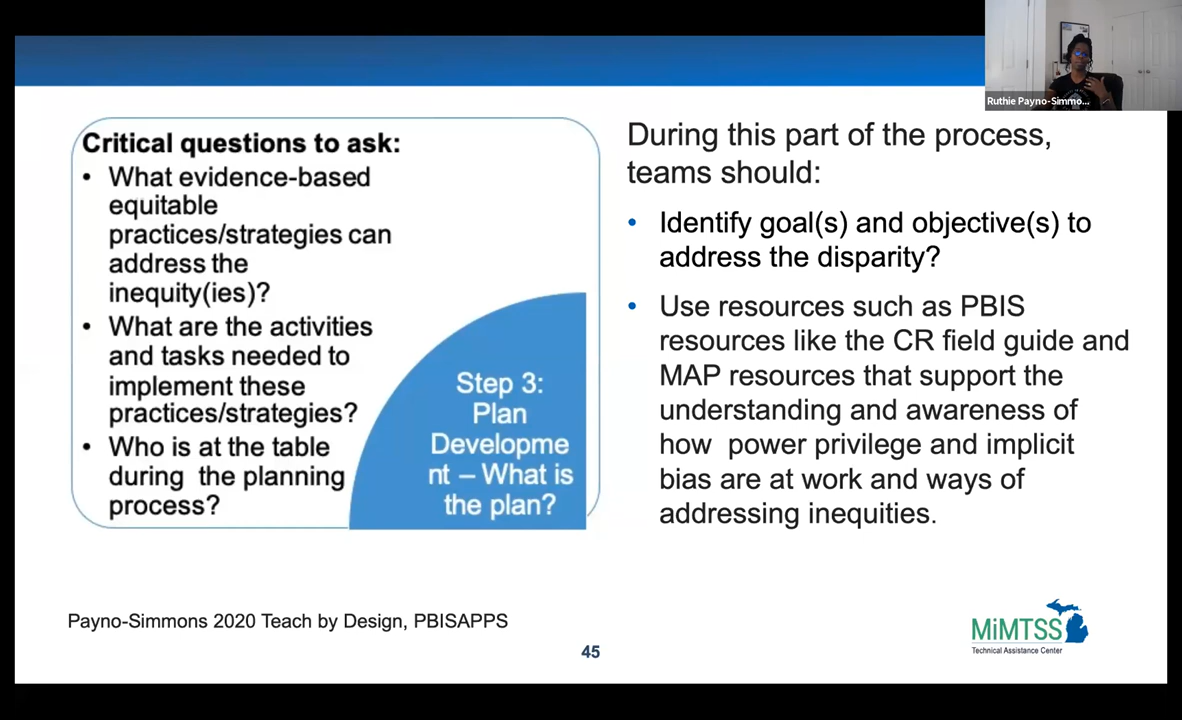 Ruthie Payno-Simmo...
Critical questions to ask:
• What evidence-based
equitable
practices/strategies can
address the
inequity(ies)?
• What are the activities
and tasks needed to
implement these
practices/strategies?
• Who is at the table
during the planning
process?
Step 3:
Plan
Developme
nt – What is
the plan?
During this part of the process,
teams should:
• Identify goal(s) and objective(s) to
address the disparity?
• Use resources such as PBIS
resources like the CR field guide and
MAP resources that support the
understanding and awareness of
how power privilege and implicit
bias are at work and ways of
addressing inequities.
Payno-Simmons 2020 Teach by Design, PBISAPPS
45
MiMTSS
Technical Assistance Center